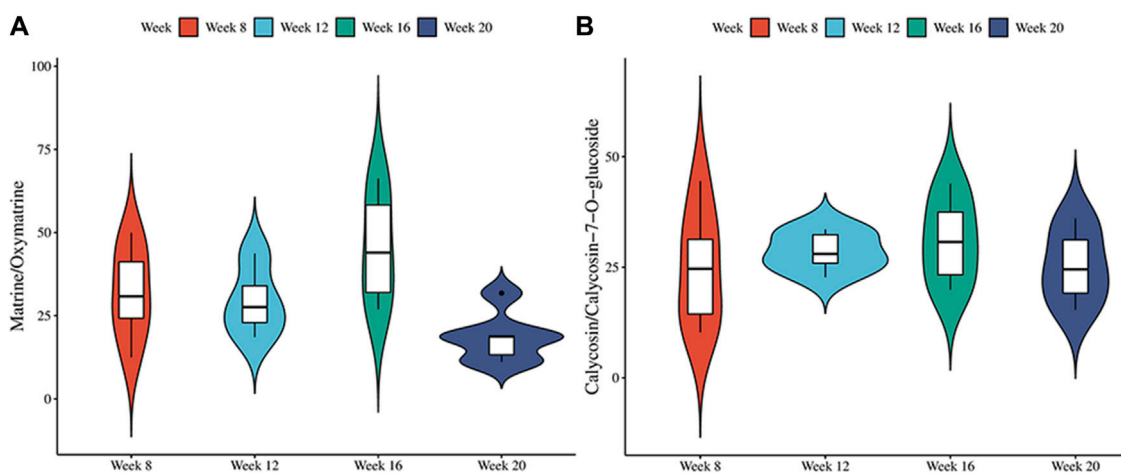 A
Week Week 8 Week 12 Week 16 Week 20
Matrine/Oxymatrine
100
75
50
25
0
Week 8 Week 12 Week 16 Week 20
B
Week Week 8 Week 12 Week 16 Week 20
Calycosin/Calycosin−7−O−glucoside
50
25
0
Week 8 Week 12 Week 16 Week 20